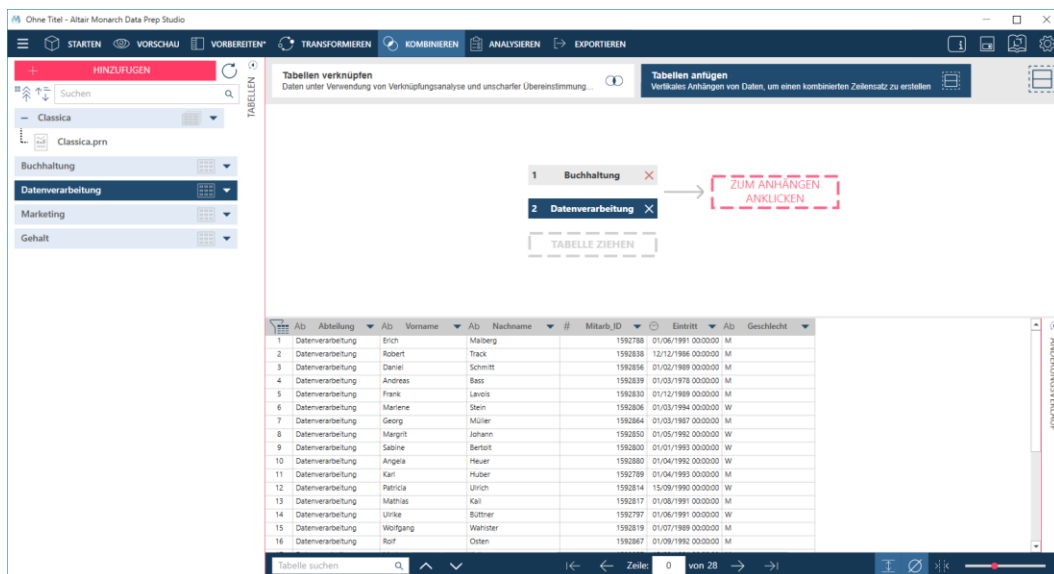 Ohne Titel - Altair Monarch Data Prep Studio
STARTEN VORSCHAU VORBEREITEN* TRANSFORMIEREN KOMBINIEREN ANALYSIEREN EXPORTIEREN
+ HINZUFÜGEN
Suchen
TABELLEN
Classica
Classica.prn
Buchhaltung
Datenverarbeitung
Marketing
Gehalt
Tabellen verknüpfen
Daten unter Verwendung von Verknüpfungsanalyse und unscharfer Übereinstimmung...
Tabellen anfügen
Vertikales Anhängen von Daten, um einen kombinierten Zeilensatz zu erstellen
1 Buchhaltung
2 Datenverarbeitung
TABELLE ZIEHEN
ZUM ANHÄNGEN
ANKLICKEN
Ab Abteilung Ab Vorname Ab Nachname # Mitarb_ID Eintritt Ab Geschlecht
1 Datenverarbeitung Erich Malberg 1592788 01/06/1991 00:00:00 M
2 Datenverarbeitung Robert Track 1592838 12/12/1986 00:00:00 M
3 Datenverarbeitung Daniel Schmitt 1592856 01/02/1989 00:00:00 M
4 Datenverarbeitung Andreas Bass 1592839 01/03/1978 00:00:00 M
5 Datenverarbeitung Frank Lavois 1592830 01/12/1989 00:00:00 M
6 Datenverarbeitung Marlene Stein 1592806 01/03/1994 00:00:00 W
7 Datenverarbeitung Georg Müller 1592864 01/03/1987 00:00:00 M
8 Datenverarbeitung Margrit Johann 1592850 01/05/1992 00:00:00 W
9 Datenverarbeitung Sabine Bertolt 1592800 01/01/1993 00:00:00 W
10 Datenverarbeitung Angela Heuer 1592880 01/04/1992 00:00:00 W
11 Datenverarbeitung Karl Huber 1592789 01/04/1993 00:00:00 M
12 Datenverarbeitung Patricia Ulrich 1592814 15/09/1990 00:00:00 W
13 Datenverarbeitung Mathias Kall 1592817 01/08/1991 00:00:00 M
14 Datenverarbeitung Ulrike Büttner 1592797 01/06/1991 00:00:00 W
15 Datenverarbeitung Wolfgang Wahlster 1592819 01/07/1989 00:00:00 M
16 Datenverarbeitung Rolf Osten 1592867 01/09/1992 00:00:00 M
Tabelle suchen
Zeile: 0 von 28